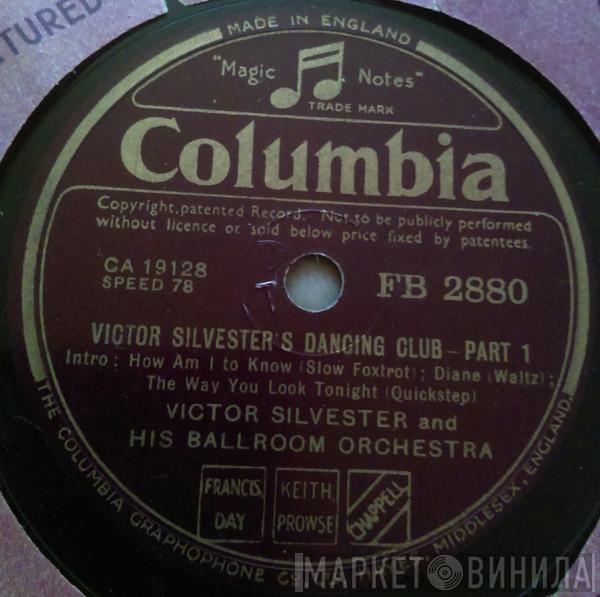 TURED
MADE IN ENGLAND
"Magic Notes"
TRADE MARK
Columbia
Copyright, patented Record. Not to be publicly performed
without licence or sold below price fixed by patentees.
CA 19128
SPEED 78
FB 2880
VICTOR SILVESTER'S DANCING CLUB - PART 1
Intro: How Am I to Know (Slow Foxtrot); Diane (Waltz);
The Way You Look Tonight (Quickstep)
VICTOR SILVESTER and
HIS BALLROOM ORCHESTRA
FRANCIS, DAY
KEITH, PROWSE
CHAPPELL
THE COLUMBIA GRAPHOPHONE CO. MIDDLESEX, ENGLAND.
МАРКЕТ ВИНИЛА